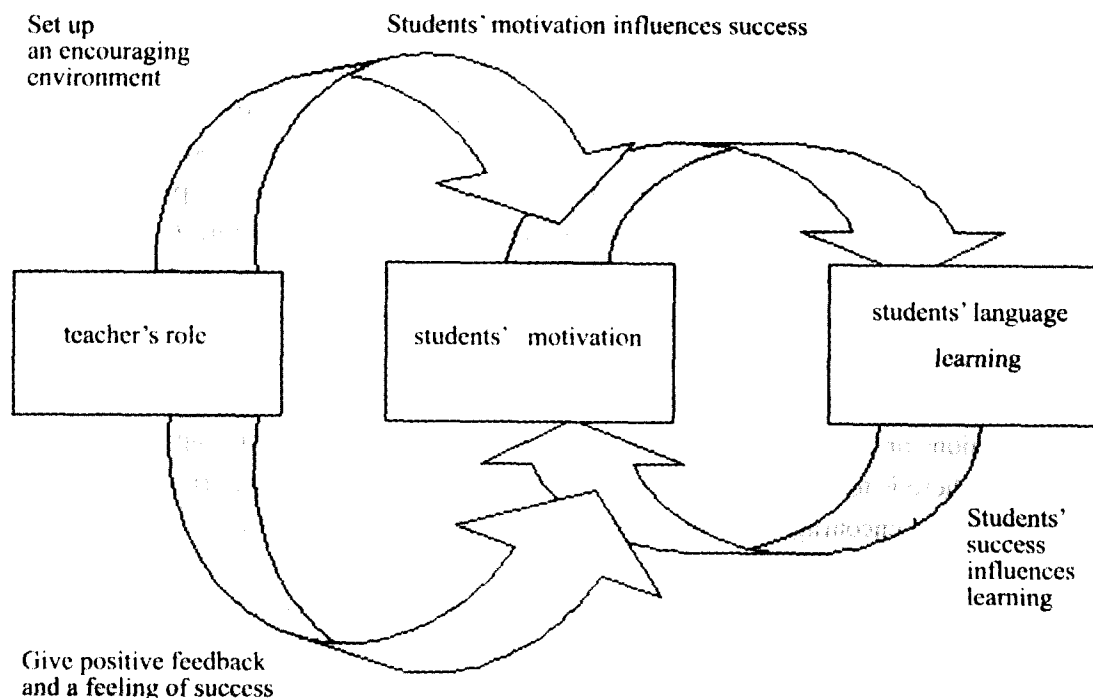 Set up
an encouraging
environment
Students' motivation influences success
teacher's role
students' motivation
students' language
learning
Students'
success
influences
learning
Give positive feedback
and a feeling of success